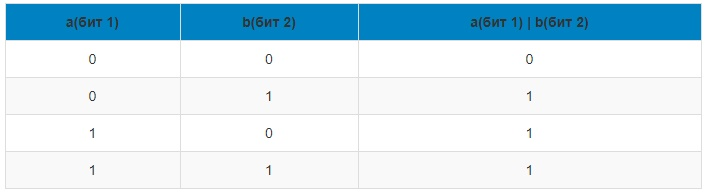 a(бит 1) b(бит 2) a(бит 1) | b(бит 2)
0 0 0
0 1 1
1 0 1
1 1 1